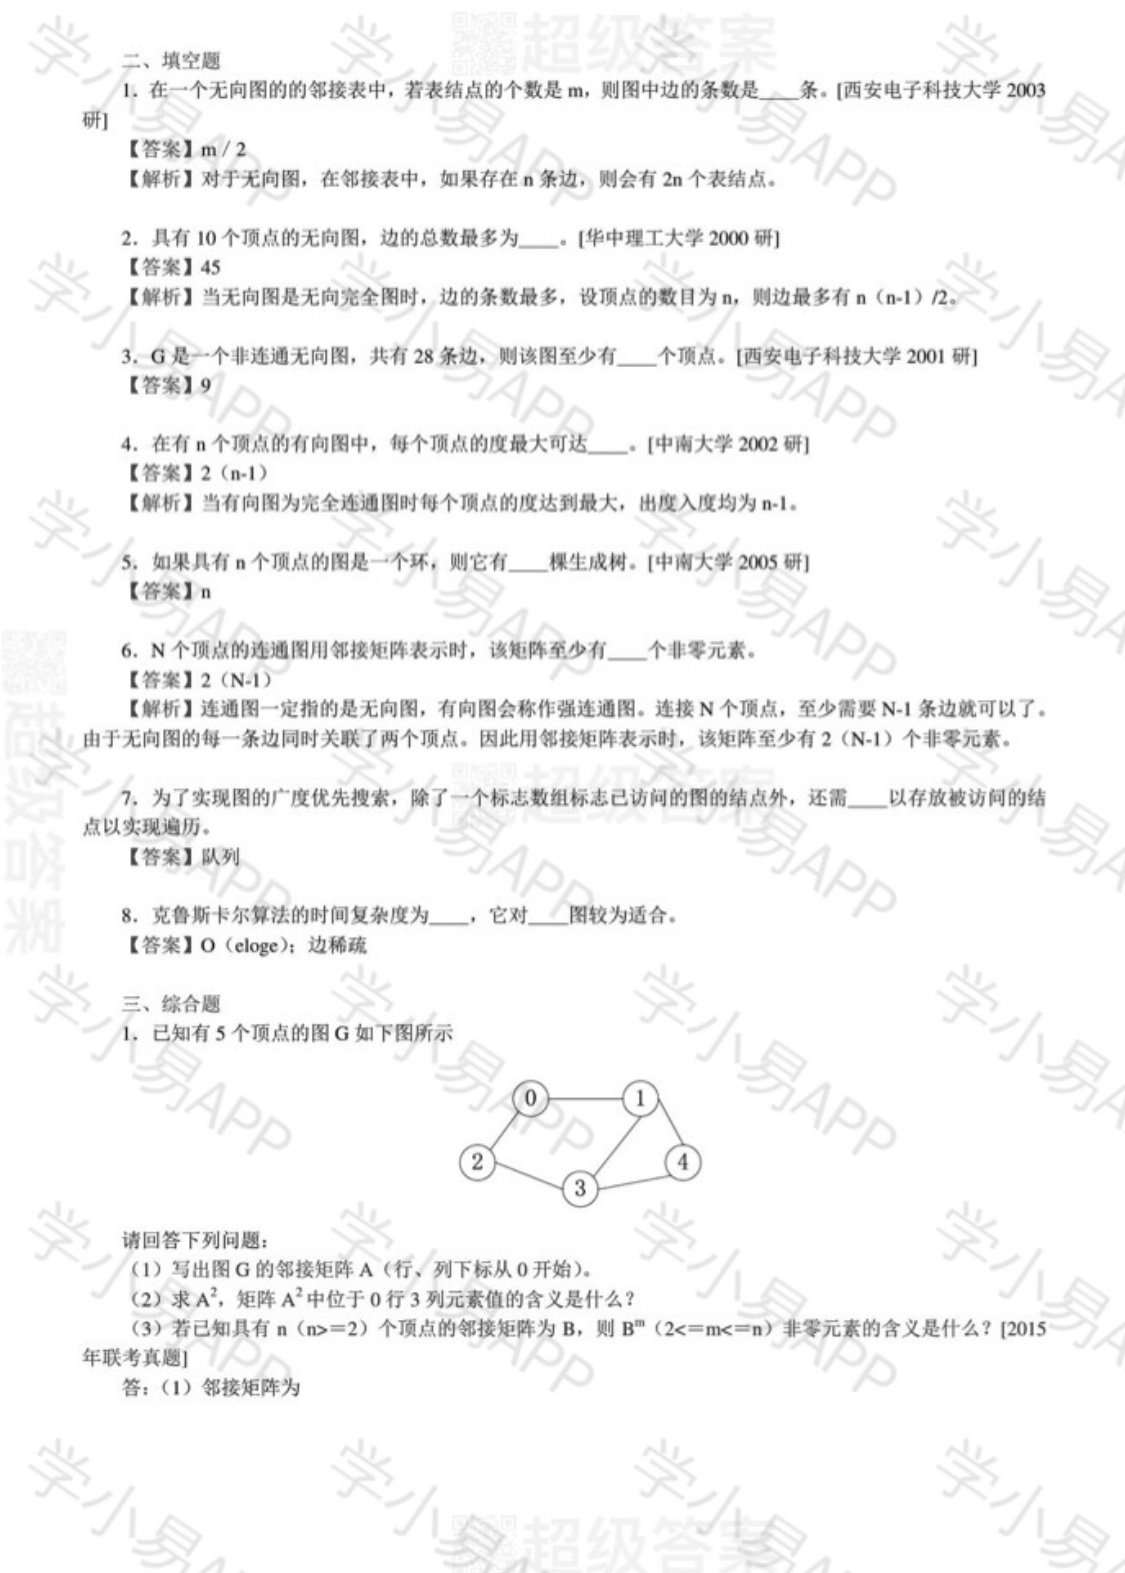 二、填空题
1．在一个无向图的的邻接表中，若表结点的个数是 m，则图中边的条数是____条。[西安电子科技大学 2003
研]
【答案】m / 2
【解析】对于无向图，在邻接表中，如果存在 n 条边，则会有 2n 个表结点。
2．具有 10 个顶点的无向图，边的总数最多为____。[华中理工大学 2000 研]
【答案】45
【解析】当无向图是无向完全图时，边的条数最多，设顶点的数目为 n，则边最多有 n（n-1）/2。
3．G 是一个非连通无向图，共有 28 条边，则该图至少有____个顶点。[西安电子科技大学 2001 研]
【答案】9
4．在有 n 个顶点的有向图中，每个顶点的度最大可达____。[中南大学 2002 研]
【答案】2（n-1）
【解析】当有向图为完全连通图时每个顶点的度达到最大，出度入度均为 n-1。
5．如果具有 n 个顶点的图是一个环，则它有____棵生成树。[中南大学 2005 研]
【答案】n
6．N 个顶点的连通图用邻接矩阵表示时，该矩阵至少有____个非零元素。
【答案】2（N-1）
【解析】连通图一定指的是无向图，有向图会称作强连通图。连接 N 个顶点，至少需要 N-1 条边就可以了。
由于无向图的每一条边同时关联了两个顶点。因此用邻接矩阵表示时，该矩阵至少有 2（N-1）个非零元素。
7．为了实现图的广度优先搜索，除了一个标志数组标志已访问的图的结点外，还需____以存放被访问的结
点以实现遍历。
【答案】队列
8．克鲁斯卡尔算法的时间复杂度为____，它对____图较为适合。
【答案】O（eloge）；边稀疏
三、综合题
1．已知有 5 个顶点的图 G 如下图所示
0 1
2 4
3
请回答下列问题：
（1）写出图 G 的邻接矩阵 A（行、列下标从 0 开始）。
（2）求 A²，矩阵 A² 中位于 0 行 3 列元素值的含义是什么？
（3）若已知具有 n（n>=2）个顶点的邻接矩阵为 B，则 Bᵐ（2<=m<=n）非零元素的含义是什么？[2015
年联考真题]
答：（1）邻接矩阵为
学小易APP
超级答案